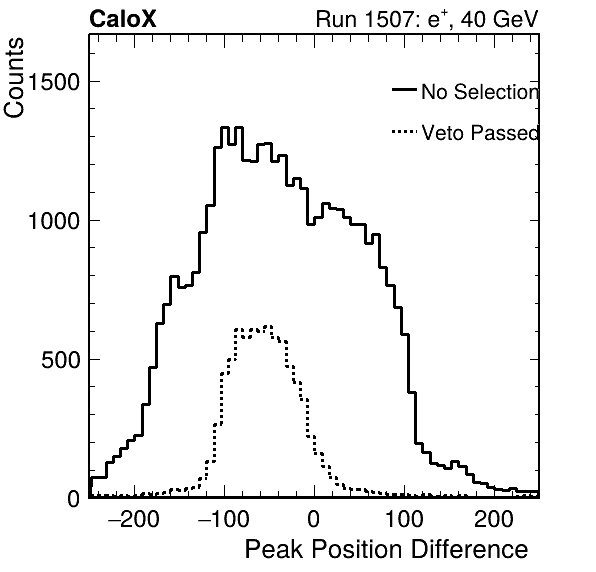 CaloX Run 1507: e⁺, 40 GeV
Counts
1500
No Selection
Veto Passed
1000
500
0
−200 −100 0 100 200
Peak Position Difference